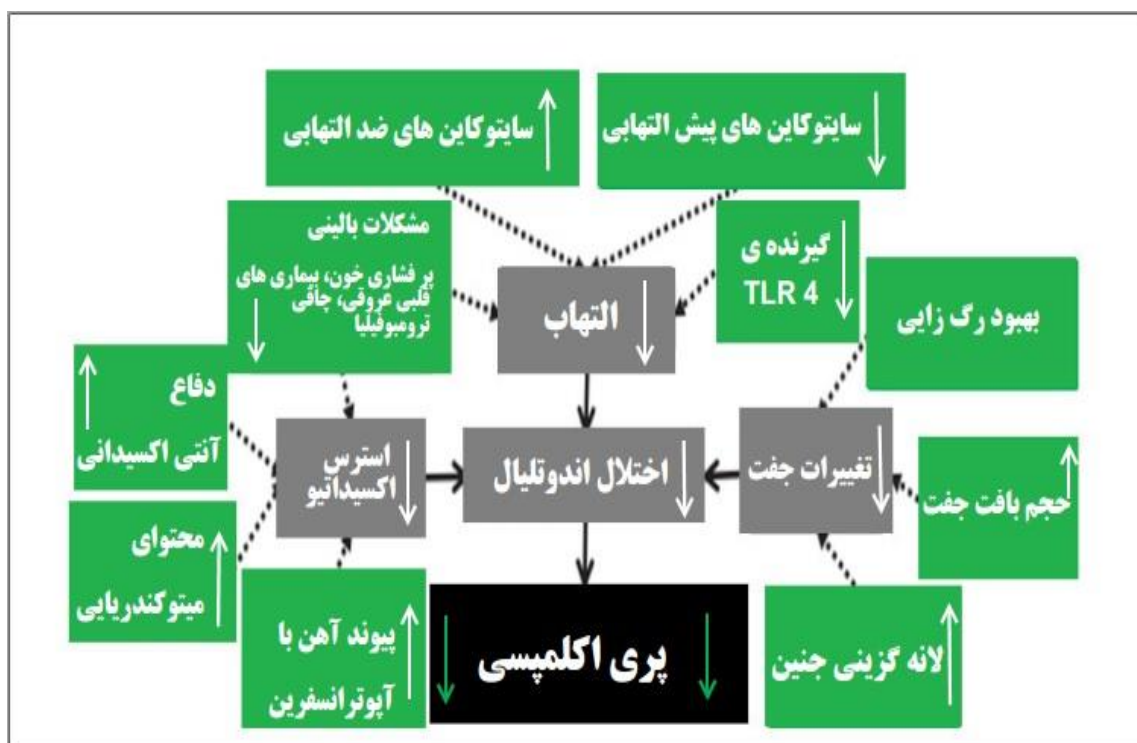 سایتوکاین های ضد التهابی
سایتوکاین های پیش التهابی
مشکلات بالینی
پر فشاری خون، بیماری های
قلبی عروقی، چاقی
ترومبوفیلیا
گیرنده ی
TLR 4
التهاب
بهبود رگ زایی
دفاع
آنتی اکسیدانی
استرس
اکسیداتیو
اختلال اندوتلیال
تغییرات جفت
حجم بافت جفت
محتوای
میتوکندریایی
پیوند آهن با
آپوترانسفرین
پری اکلمپسی
لانه گزینی جنین